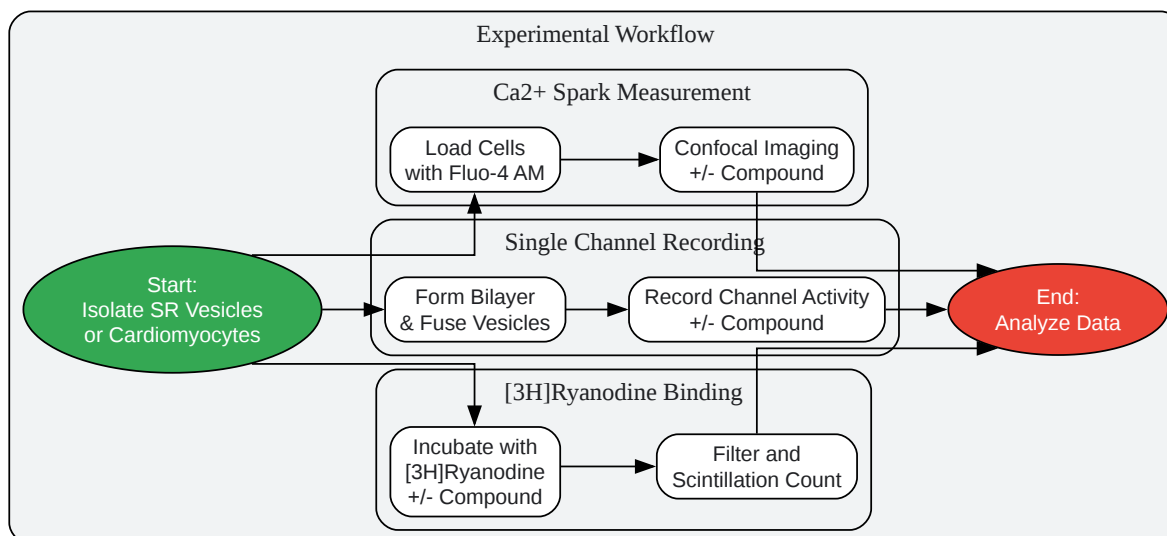 Experimental Workflow
Ca2+ Spark Measurement
Load Cells
with Fluo-4 AM
Confocal Imaging
+/- Compound
Single Channel Recording
Start:
Isolate SR Vesicles
or Cardiomyocytes
Form Bilayer
& Fuse Vesicles
Record Channel Activity
+/- Compound
End:
Analyze Data
[3H]Ryanodine Binding
Incubate with
[3H]Ryanodine
+/- Compound
Filter and
Scintillation Count